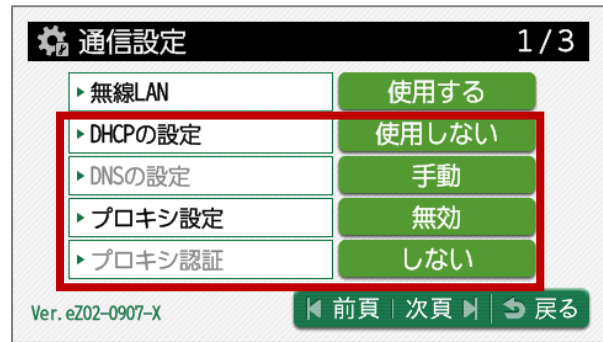 通信設定 1/3
無線LAN 使用する
DHCPの設定 使用しない
DNSの設定 手動
プロキシ設定 無効
プロキシ認証 しない
Ver.eZ02-0907-X 前頁 次頁 戻る